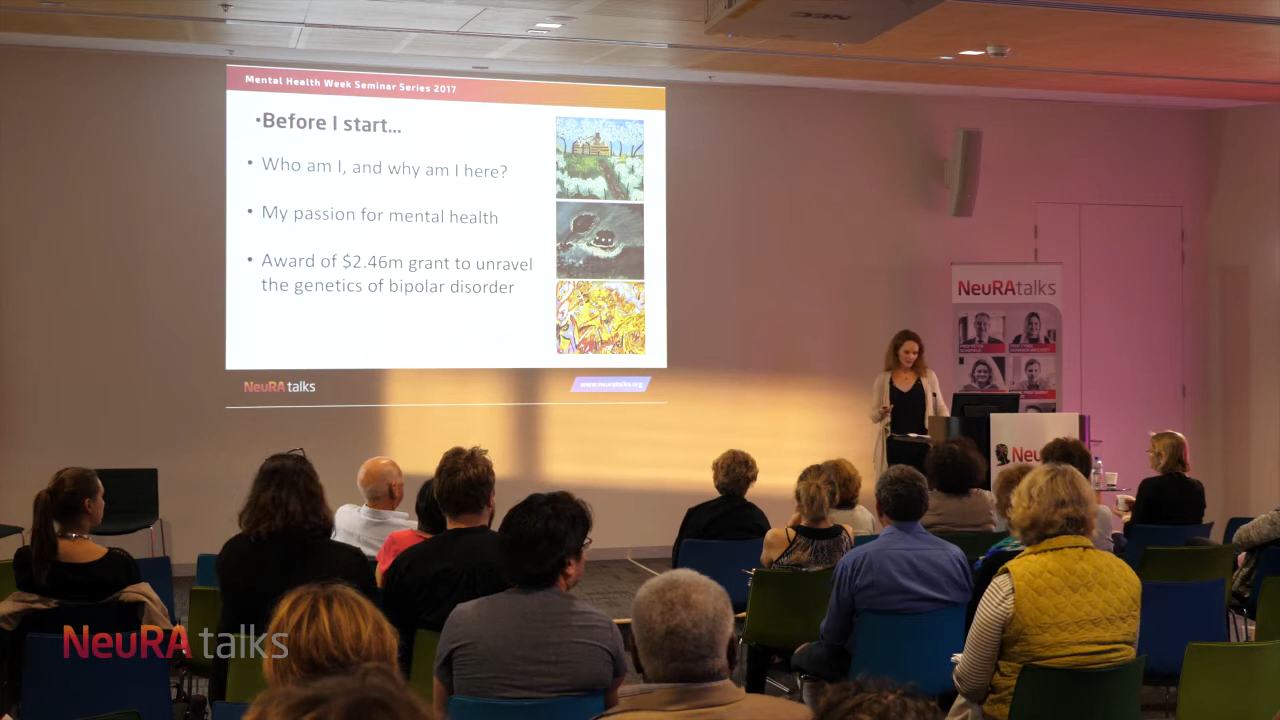 NEC
Mental Health Week Seminar Series 2017
•Before I start...
• Who am I, and why am I here?
• My passion for mental health
• Award of $2.46m grant to unravel
the genetics of bipolar disorder
NeuRA talks
www.neuratalks.org
NeuRAtalks
Neu
NeuRA talks